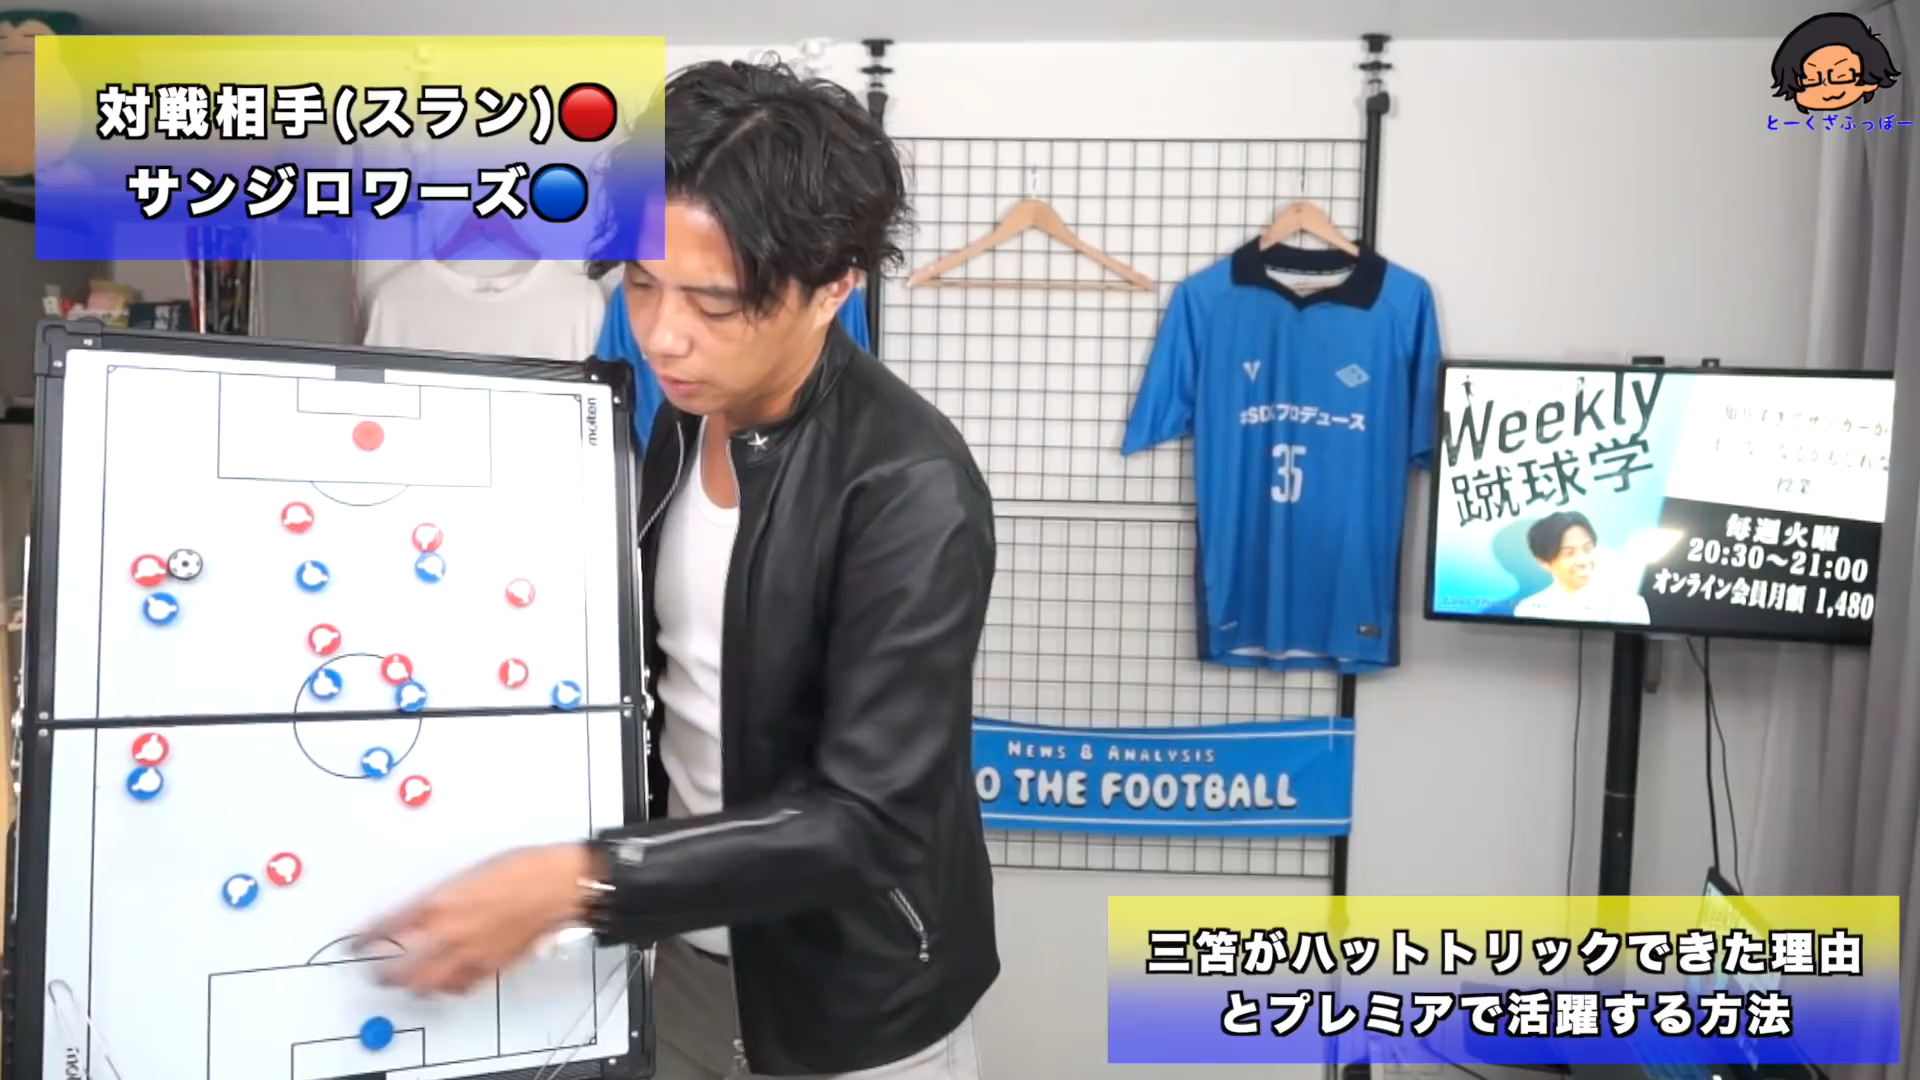 対戦相手(スラン)🔴
サンジロワーズ🔵
とーくざふっぼー
molten
プロデュース
35
Weekly
蹴球学
授業
毎週火曜
20:30〜21:00
オンライン会員月額 1,480
NEWS & ANALYSIS
O THE FOOTBALL
三笘がハットトリックできた理由
とプレミアで活躍する方法